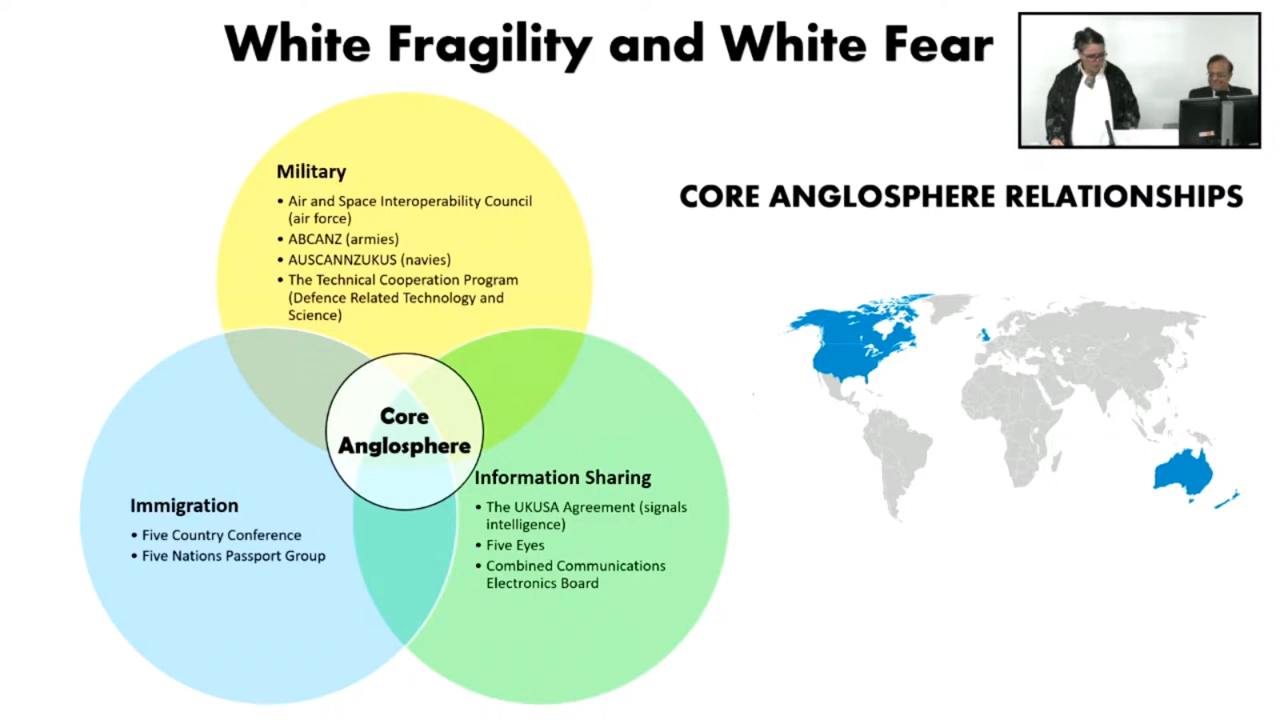 White Fragility and White Fear
Military
• Air and Space Interoperability Council
(air force)
• ABCANZ (armies)
• AUSCANNZUKUS (navies)
• The Technical Cooperation Program
(Defence Related Technology and
Science)
CORE ANGLOSPHERE RELATIONSHIPS
Core
Anglosphere
Immigration
• Five Country Conference
• Five Nations Passport Group
Information Sharing
• The UKUSA Agreement (signals
intelligence)
• Five Eyes
• Combined Communications
Electronics Board